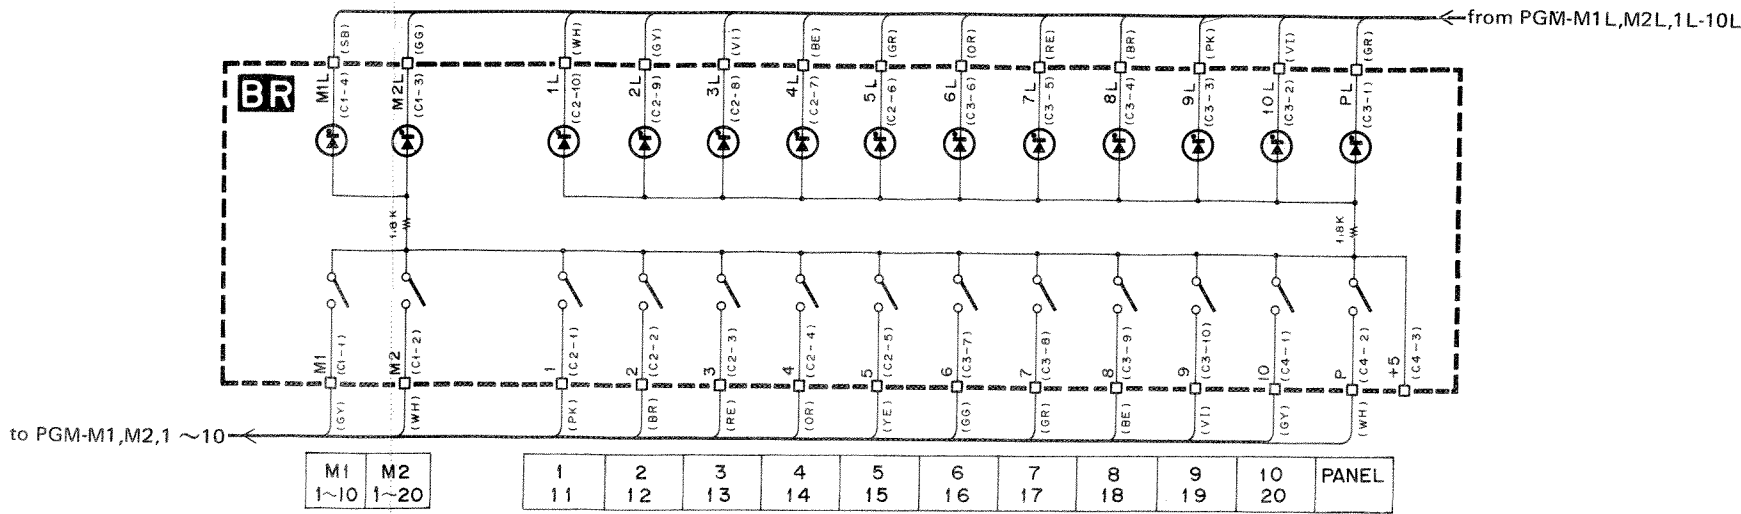 from PGM-M1L,M2L,1L-10L
(SB) (GG) (WH) (GY) (VI) (BE) (GR) (OR) (RE) (BR) (PK) (VI) (GR)
BR
M1L M2L 1L 2L 3L 4L 5L 6L 7L 8L 9L 10L PL
(C1-4) (C1-3) (C2-10) (C2-9) (C2-8) (C2-7) (C2-6) (C3-6) (C3-5) (C3-4) (C3-3) (C3-2) (C3-1)
1.8K 1.8K
M1 M2 1 2 3 4 5 6 7 8 9 10 P +5
(C1-1) (C1-2) (C2-1) (C2-2) (C2-3) (C2-4) (C2-5) (C3-7) (C3-8) (C3-9) (C3-10) (C4-1) (C4-2) (C4-3)
(GY) (WH) (PK) (BR) (RE) (OR) (YE) (GG) (GR) (BE) (VI) (GY) (WH)
to PGM-M1,M2,1 ~10
M1 M2 1 2 3 4 5 6 7 8 9 10 PANEL
1~10 1~20 11 12 13 14 15 16 17 18 19 20